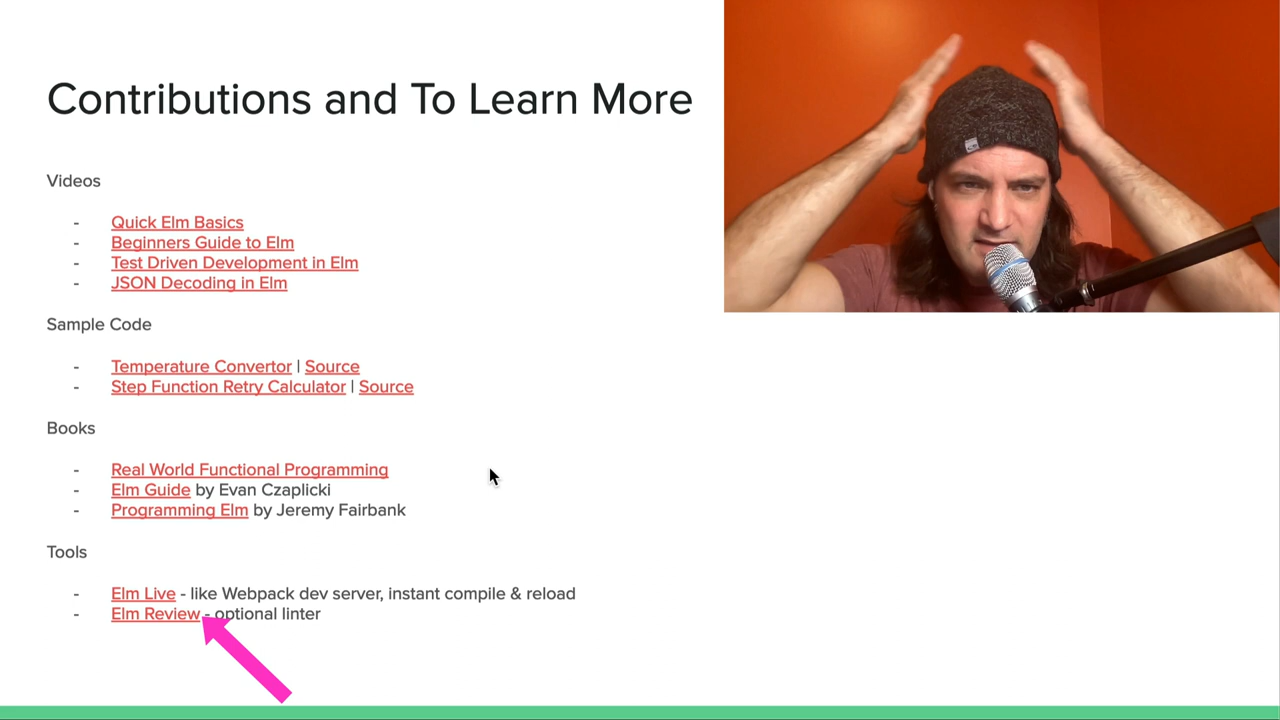 Contributions and To Learn More
Videos
- Quick Elm Basics
- Beginners Guide to Elm
- Test Driven Development in Elm
- JSON Decoding in Elm
Sample Code
- Temperature Convertor | Source
- Step Function Retry Calculator | Source
Books
- Real World Functional Programming
- Elm Guide by Evan Czaplicki
- Programming Elm by Jeremy Fairbank
Tools
- Elm Live - like Webpack dev server, instant compile & reload
- Elm Review - optional linter